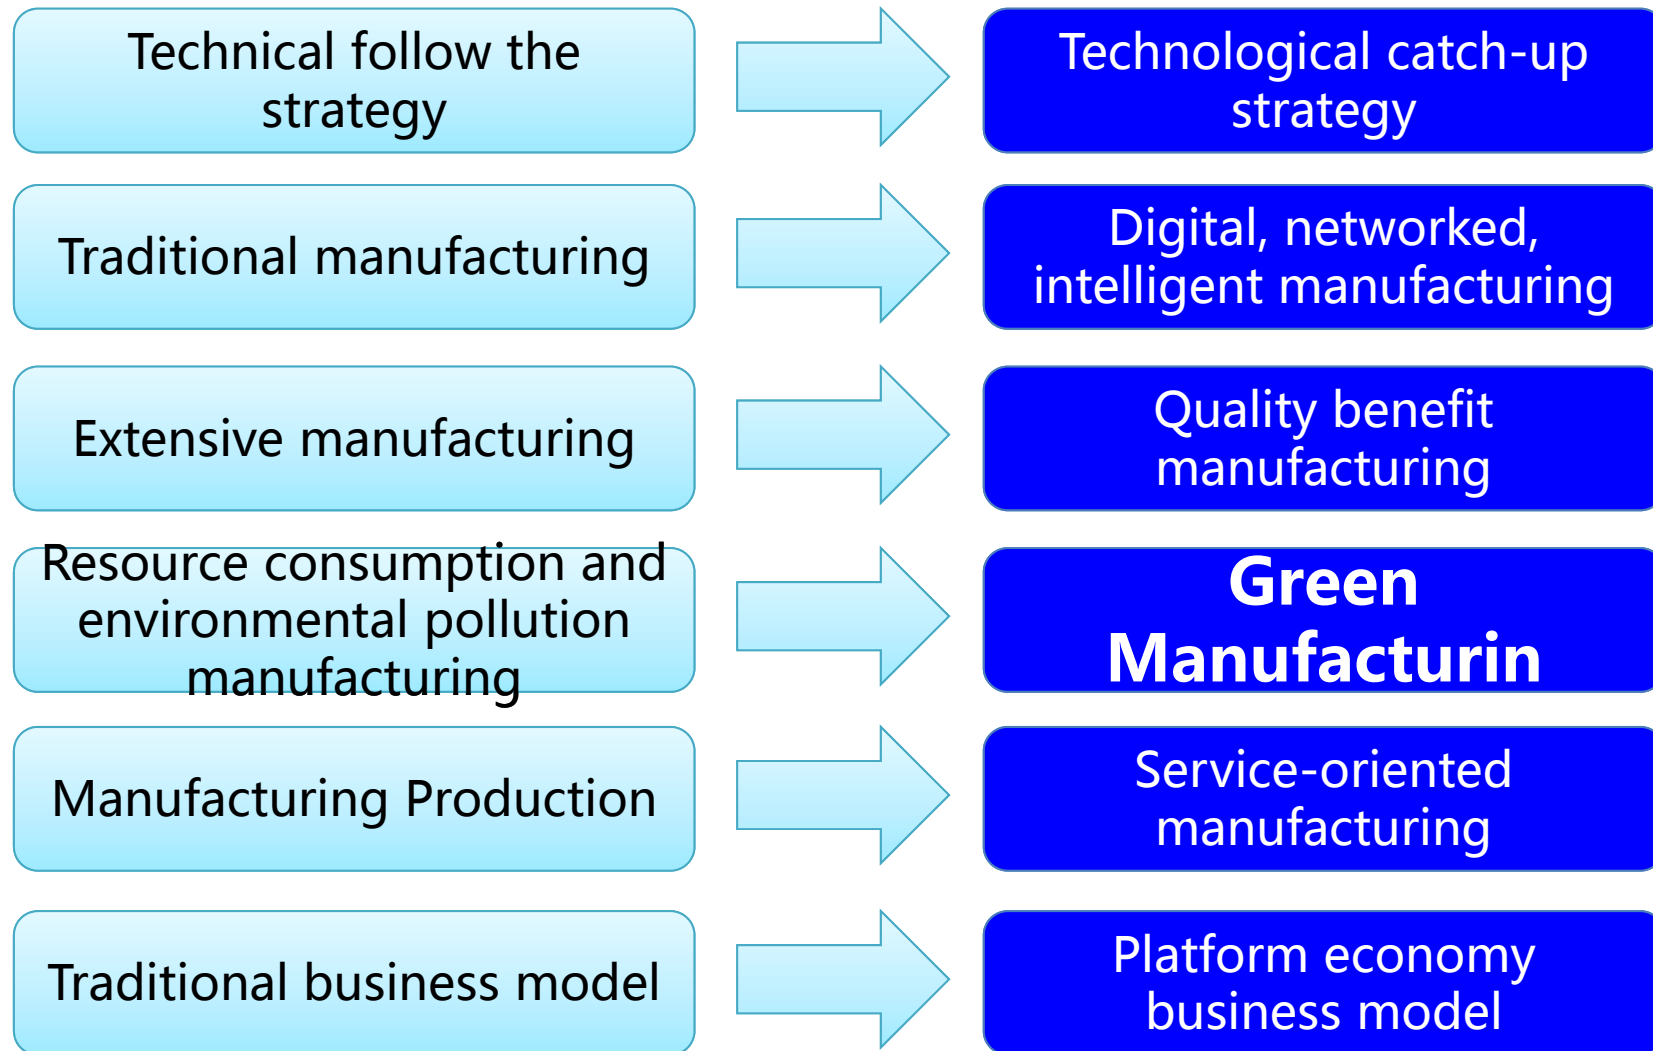 Technical follow the
strategy
Technological catch-up
strategy
Traditional manufacturing
Digital, networked,
intelligent manufacturing
Extensive manufacturing
Quality benefit
manufacturing
Resource consumption and
environmental pollution
manufacturing
Green
Manufacturin
Manufacturing Production
Service-oriented
manufacturing
Traditional business model
Platform economy
business model